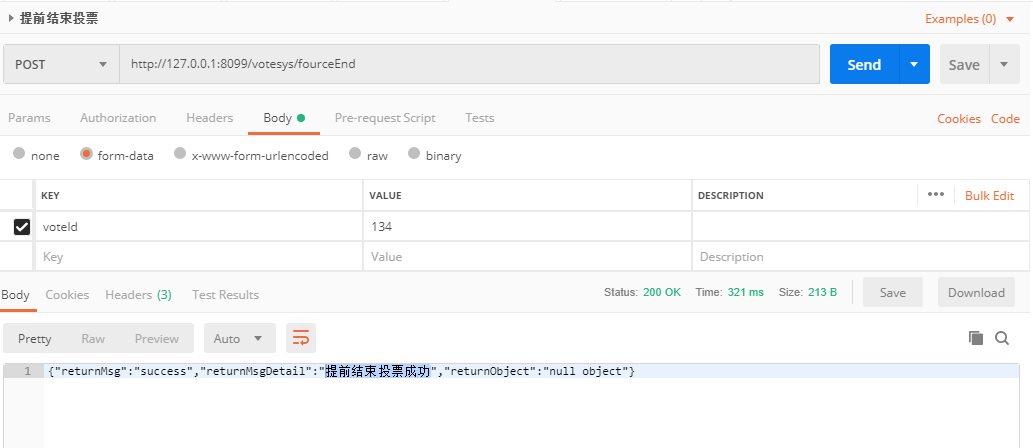 提前结束投票 Examples (0)
POST http://127.0.0.1:8099/votesys/fourceEnd Send Save
Params Authorization Headers Body Pre-request Script Tests Cookies Code
none form-data x-www-form-urlencoded raw binary
KEY VALUE DESCRIPTION ••• Bulk Edit
voteId 134
Key Value Description
Body Cookies Headers (3) Test Results Status: 200 OK Time: 321 ms Size: 213 B Save Download
Pretty Raw Preview Auto
1 {"returnMsg":"success","returnMsgDetail":"提前结束投票成功","returnObject":"null object"}